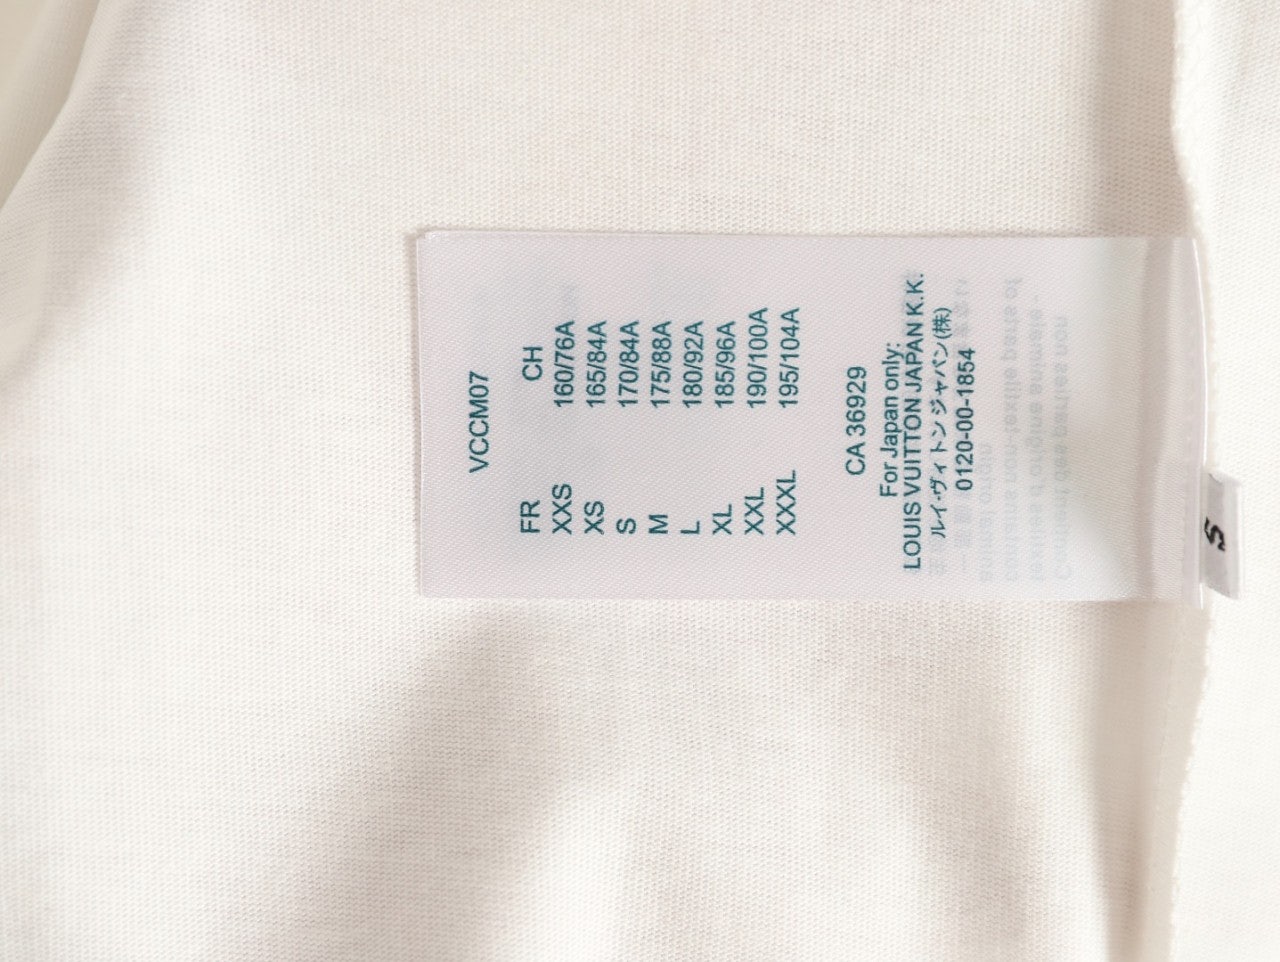 VCCM07
FR CH
XXS 160/76A
XS 165/84A
S 170/84A
M 175/88A
L 180/92A
XL 185/96A
XXL 190/100A
XXXL 195/104A
CA 36929
For Japan only:
LOUIS VUITTON JAPAN K.K.
ルイ･ヴィトン ジャパン(株)
0120-00-1854
S